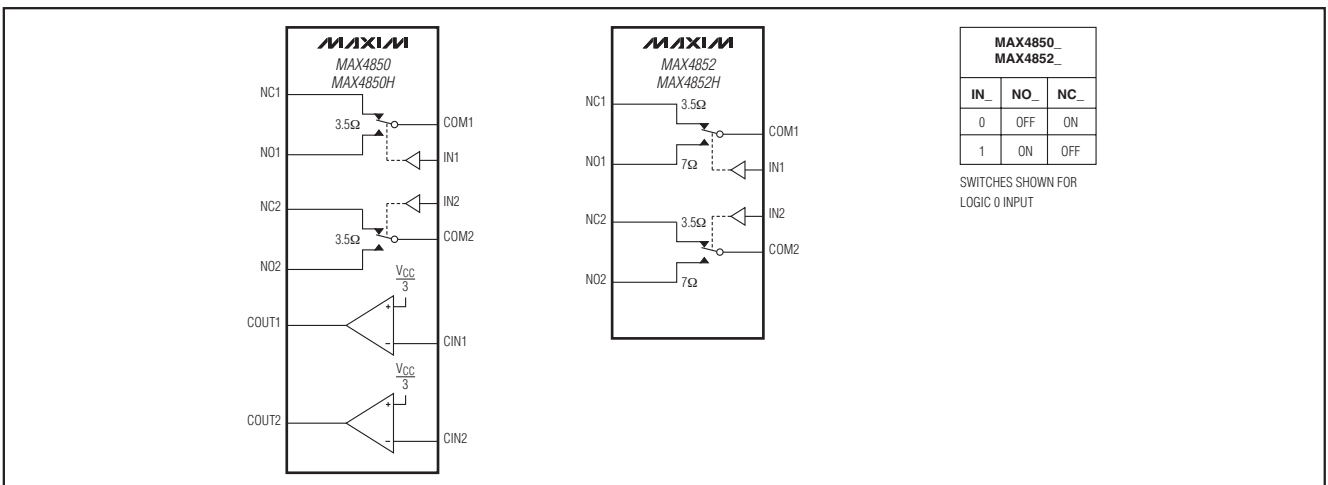 MAXIM
MAX4850
MAX4850H
NC1
3.5Ω
COM1
NO1
IN1
NC2
IN2
3.5Ω
COM2
NO2
VCC
3
+
COUT1
−
CIN1
VCC
3
+
COUT2
−
CIN2
MAXIM
MAX4852
MAX4852H
NC1
3.5Ω
COM1
NO1
7Ω
IN1
NC2
3.5Ω
IN2
COM2
NO2
7Ω
MAX4850_
MAX4852_
IN_ NO_ NC_
0 OFF ON
1 ON OFF
SWITCHES SHOWN FOR
LOGIC 0 INPUT